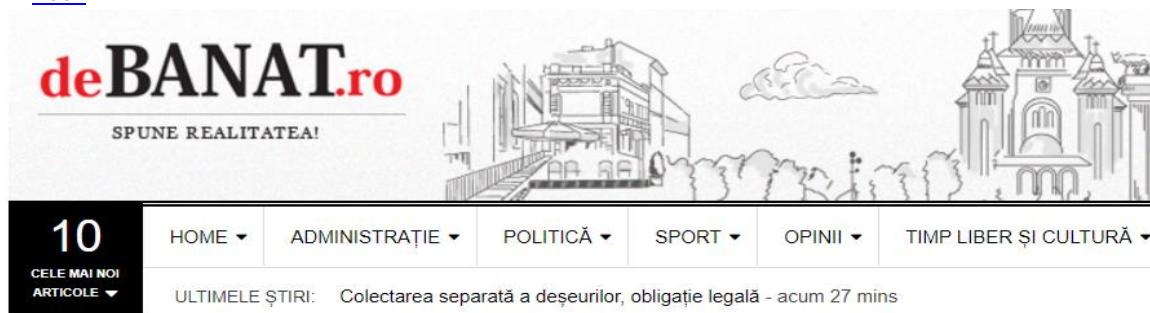 deBANAT.ro
SPUNE REALITATEA!
10
CELE MAI NOI
ARTICOLE
HOME
ADMINISTRAȚIE
POLITICĂ
SPORT
OPINII
TIMP LIBER ȘI CULTURĂ
ULTIMELE ȘTIRI: Colectarea separată a deșeurilor, obligație legală - acum 27 mins